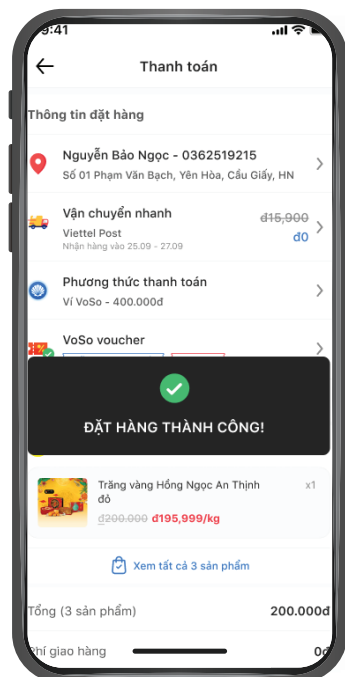 9:41
Thanh toán
Thông tin đặt hàng
Nguyễn Bảo Ngọc - 0362519215
Số 01 Phạm Văn Bạch, Yên Hòa, Cầu Giấy, HN
Vận chuyển nhanh
đ15,900
Viettel Post
đ0
Nhận hàng vào 25.09 - 27.09
Phương thức thanh toán
Ví VoSo - 400.000đ
VoSo voucher
ĐẶT HÀNG THÀNH CÔNG!
Trăng vàng Hồng Ngọc An Thịnh x1
đỏ
đ200.000 đ195,999/kg
Xem tất cả 3 sản phẩm
Tổng (3 sản phẩm) 200.000đ
Phí giao hàng 0đ